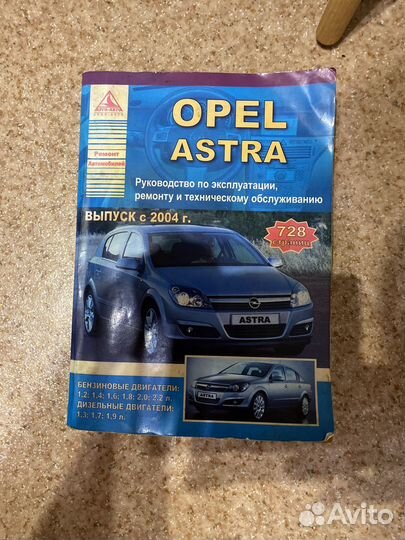 OPEL
ASTRA
Ремонт
Автомобилей
Руководство по эксплуатации,
ремонту и техническому обслуживанию
ВЫПУСК с 2004 г.
728
страниц
ASTRA
ASTRA
БЕНЗИНОВЫЕ ДВИГАТЕЛИ:
1.2; 1.4; 1.6; 1.8; 2.0; 2.2 л.
ДИЗЕЛЬНЫЕ ДВИГАТЕЛИ:
1.3; 1.7; 1.9 л.
Avito